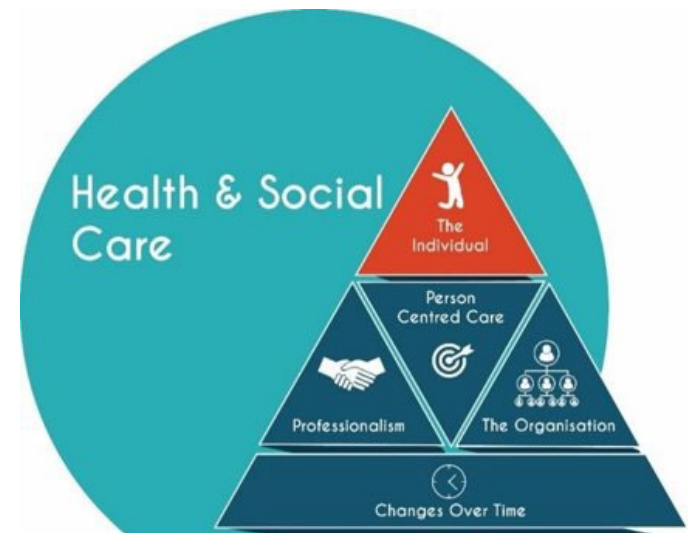 Health & Social
Care
The
Individual
Person
Centred Care
Professionalism
The Organisation
Changes Over Time